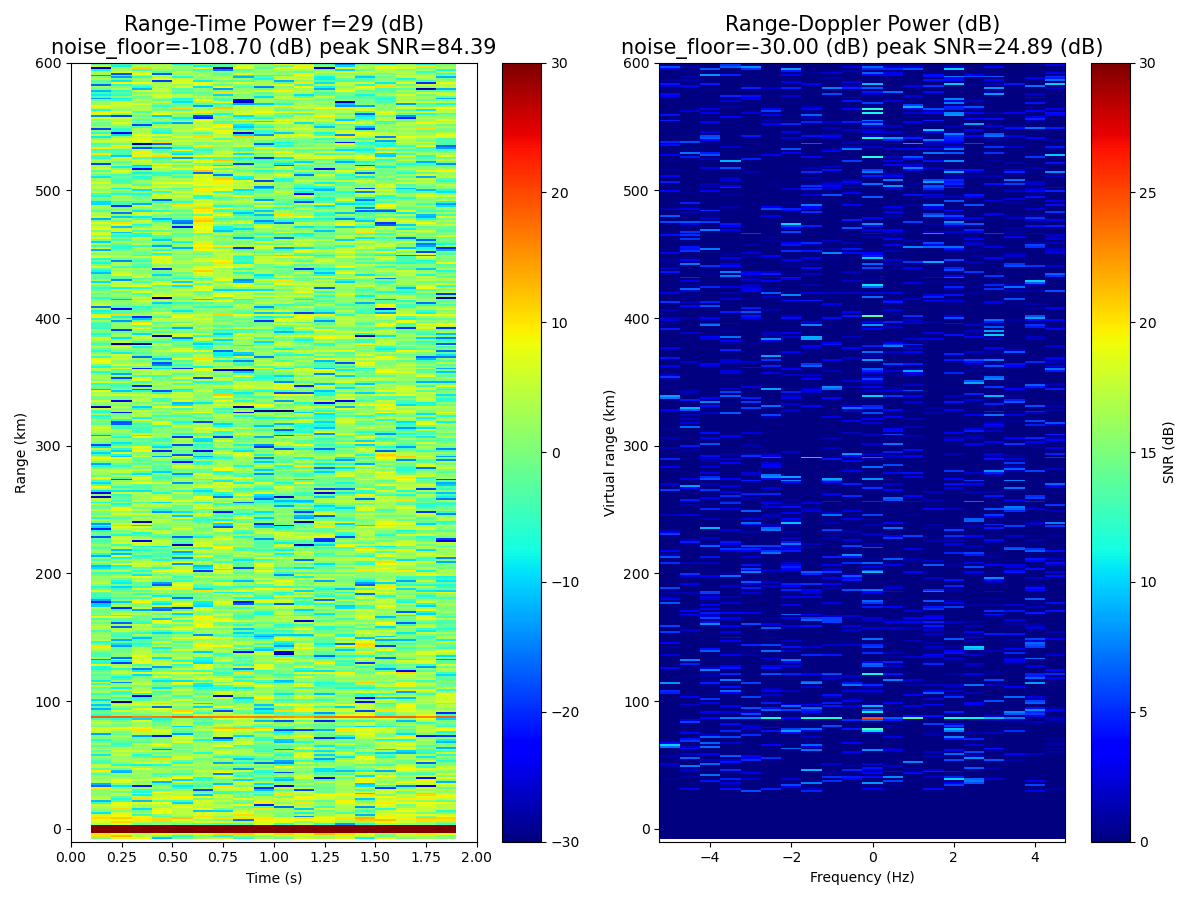 Range-Time Power f=29 (dB)
noise_floor=-108.70 (dB) peak SNR=84.39
Range-Doppler Power (dB)
noise_floor=-30.00 (dB) peak SNR=24.89 (dB)
Range (km)
600
500
400
300
200
100
0
0.00 0.25 0.50 0.75 1.00 1.25 1.50 1.75 2.00
Time (s)
30
20
10
0
−10
−20
−30
Virtual range (km)
600
500
400
300
200
100
0
−4 −2 0 2 4
Frequency (Hz)
30
25
20
15
10
5
0
SNR (dB)